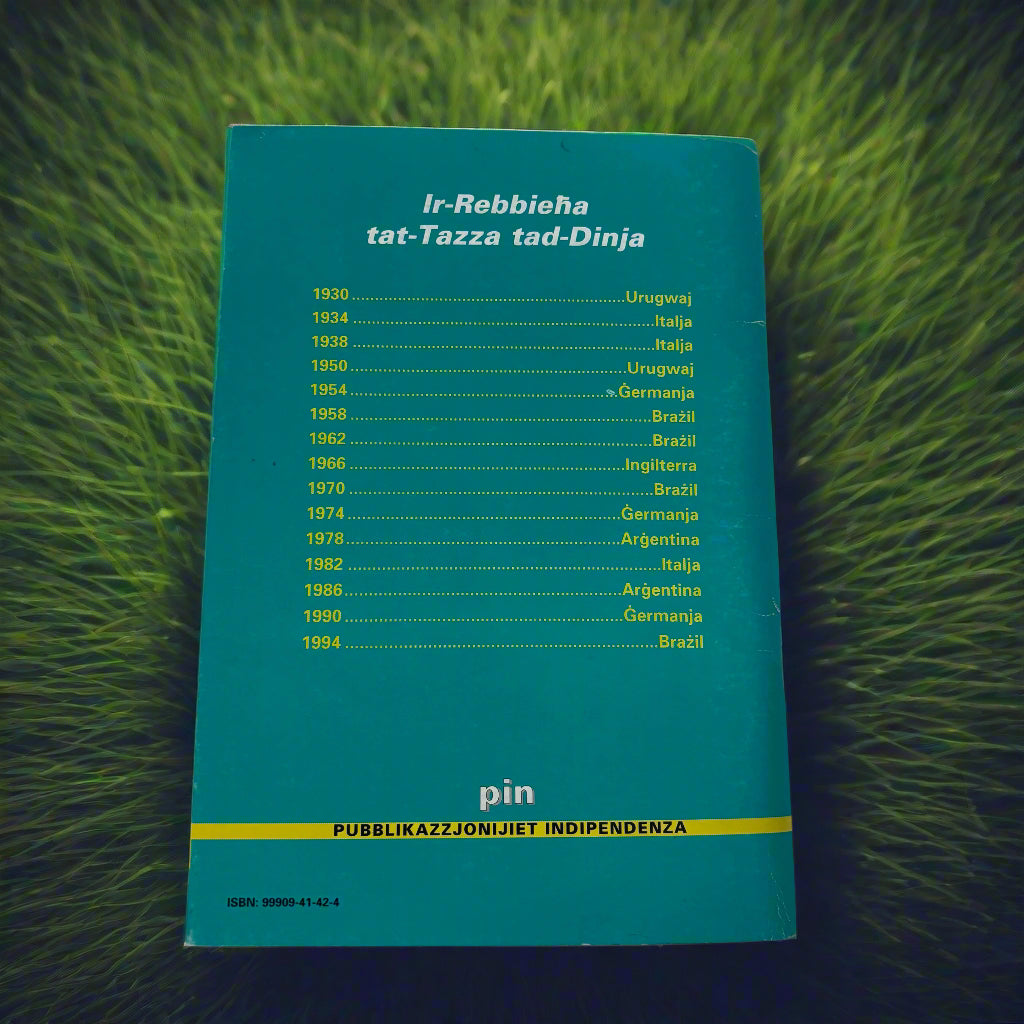 Ir-Rebbieħa
tat-Tazza tad-Dinja
1930 ........................................ Urugwaj
1934 ........................................ Italja
1938 ........................................ Italja
1950 ........................................ Urugwaj
1954 ........................................ Ġermanja
1958 ........................................ Brażil
1962 ........................................ Brażil
1966 ........................................ Ingilterra
1970 ........................................ Brażil
1974 ........................................ Ġermanja
1978 ........................................ Arġentina
1982 ........................................ Italja
1986 ........................................ Arġentina
1990 ........................................ Ġermanja
1994 ........................................ Brażil
pin
PUBBLIKAZZJONIJIET INDIPENDENZA
ISBN: 99909-41-42-4